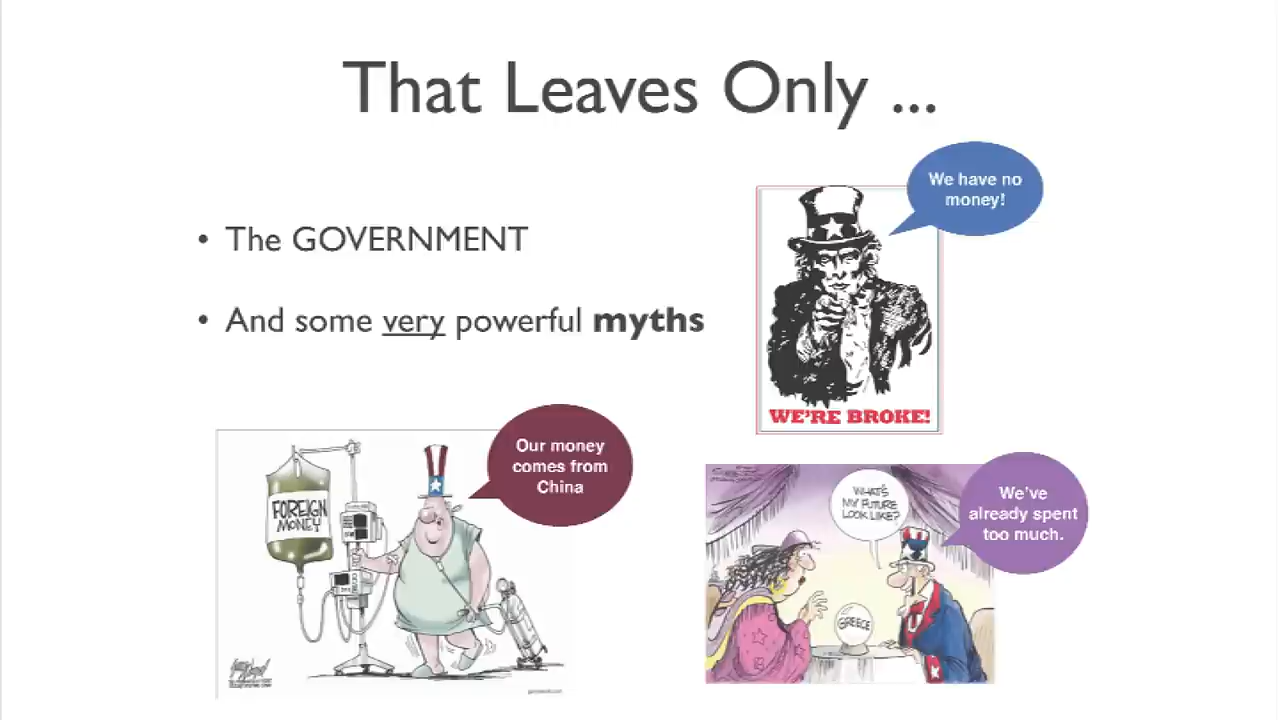 That Leaves Only ...
• The GOVERNMENT
• And some very powerful myths
We have no
money!
WE'RE BROKE!
Our money
comes from
China
FOREIGN
MONEY
WHAT'S
MY FUTURE
LOOK LIKE?
We've
already spent
too much.
GREECE
U